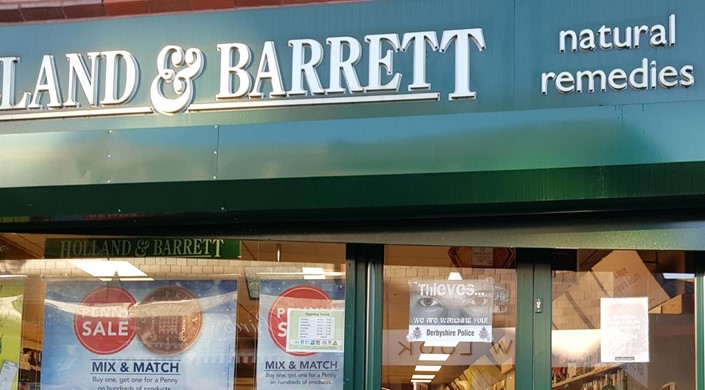 LLAND & BARRETT
natural
remedies
HOLLAND & BARRETT
PENNY
SALE
MIX & MATCH
Buy one, get one for a Penny
on hundreds of products
PENNY
SALE
MIX & MATCH
Buy one, get one for a Penny
on hundreds of products
Thieves...
we are watching you!
Derbyshire Police